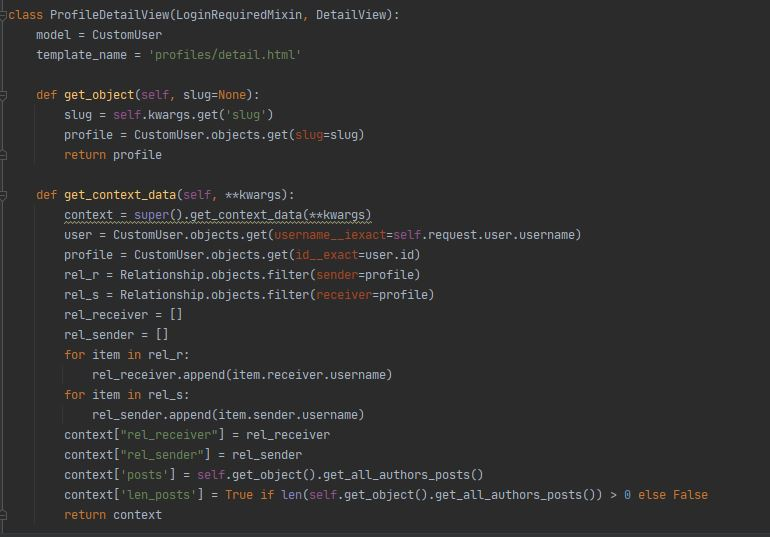 class ProfileDetailView(LoginRequiredMixin, DetailView):
    model = CustomUser
    template_name = 'profiles/detail.html'

    def get_object(self, slug=None):
        slug = self.kwargs.get('slug')
        profile = CustomUser.objects.get(slug=slug)
        return profile

    def get_context_data(self, **kwargs):
        context = super().get_context_data(**kwargs)
        user = CustomUser.objects.get(username__iexact=self.request.user.username)
        profile = CustomUser.objects.get(id__exact=user.id)
        rel_r = Relationship.objects.filter(sender=profile)
        rel_s = Relationship.objects.filter(receiver=profile)
        rel_receiver = []
        rel_sender = []
        for item in rel_r:
            rel_receiver.append(item.receiver.username)
        for item in rel_s:
            rel_sender.append(item.sender.username)
        context["rel_receiver"] = rel_receiver
        context["rel_sender"] = rel_sender
        context['posts'] = self.get_object().get_all_authors_posts()
        context['len_posts'] = True if len(self.get_object().get_all_authors_posts()) > 0 else False
        return context